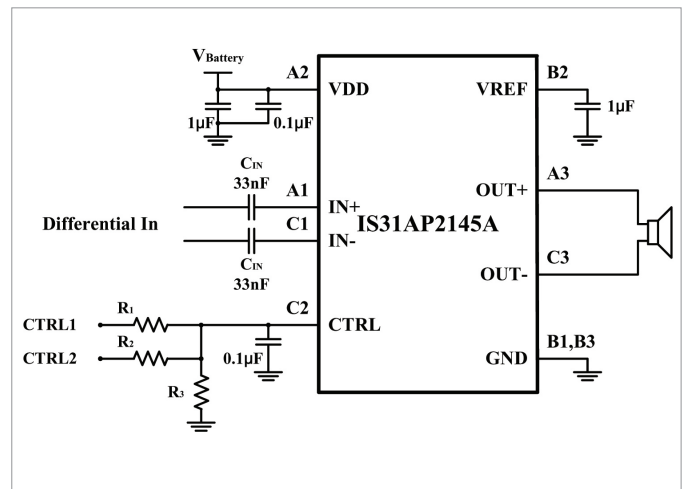 VBattery
A2
B2
VDD
VREF
1μF
0.1μF
1μF
CIN
33nF
A1
A3
IN+
OUT+
Differential In
C1
IS31AP2145A
IN-
CIN
33nF
C3
OUT-
C2
R1
CTRL1
CTRL
R2
CTRL2
0.1μF
B1,B3
GND
R3